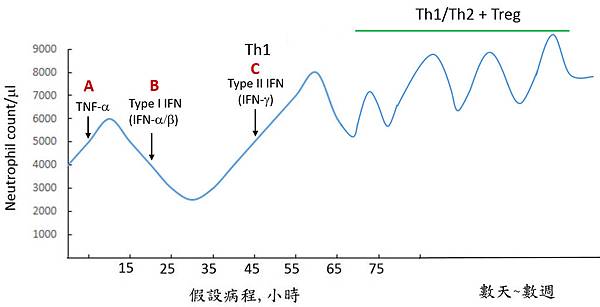 Th1/Th2 + Treg
Neutrophil count/μl
9000
8000
7000
6000
5000
4000
3000
2000
1000
A
TNF-α
B
Type I IFN
(IFN-α/β)
Th1
C
Type II IFN
(IFN-γ)
15 25 35 45 55 65 75
假設病程, 小時
數天~數週